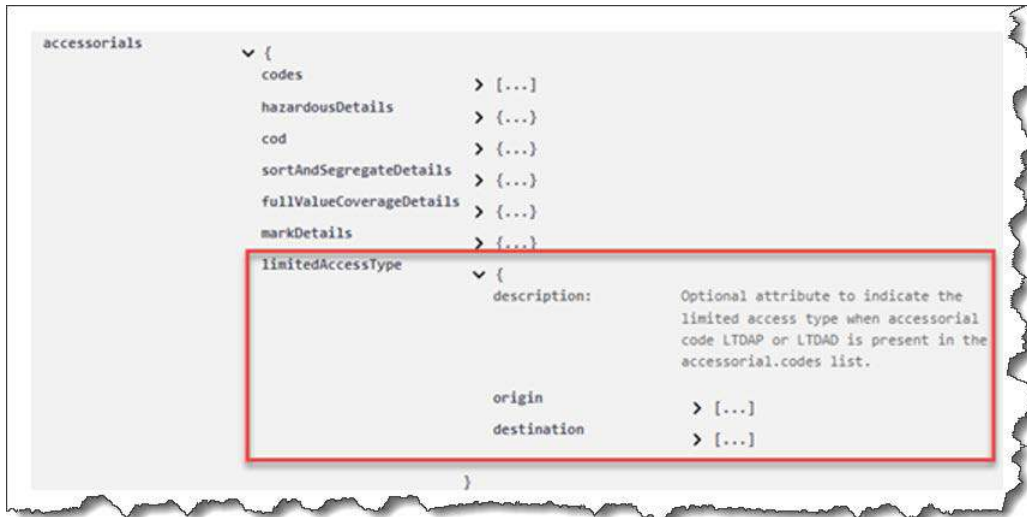 accessorials
{
codes [...]
hazardousDetails {...}
cod {...}
sortAndSegregateDetails {...}
fullValueCoverageDetails {...}
markDetails {...}
limitedAccessType {
description: Optional attribute to indicate the
limited access type when accessorial
code LTDAP or LTDAD is present in the
accessorial.codes list.
origin [...]
destination [...]
}